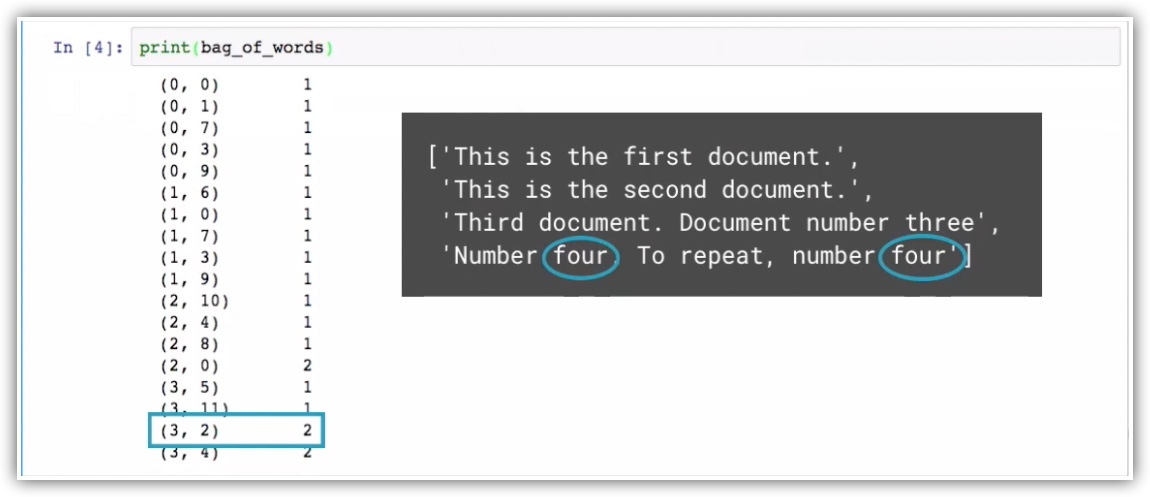 In [4]: print(bag_of_words)
(0, 0) 1
(0, 1) 1
(0, 7) 1
(0, 3) 1
(0, 9) 1
(1, 6) 1
(1, 0) 1
(1, 7) 1
(1, 3) 1
(1, 9) 1
(2, 10) 1
(2, 4) 1
(2, 8) 1
(2, 0) 2
(3, 5) 1
(3, 11) 1
(3, 2) 2
(3, 4) 2
['This is the first document.',
'This is the second document.',
'Third document. Document number three',
'Number four. To repeat, number four']